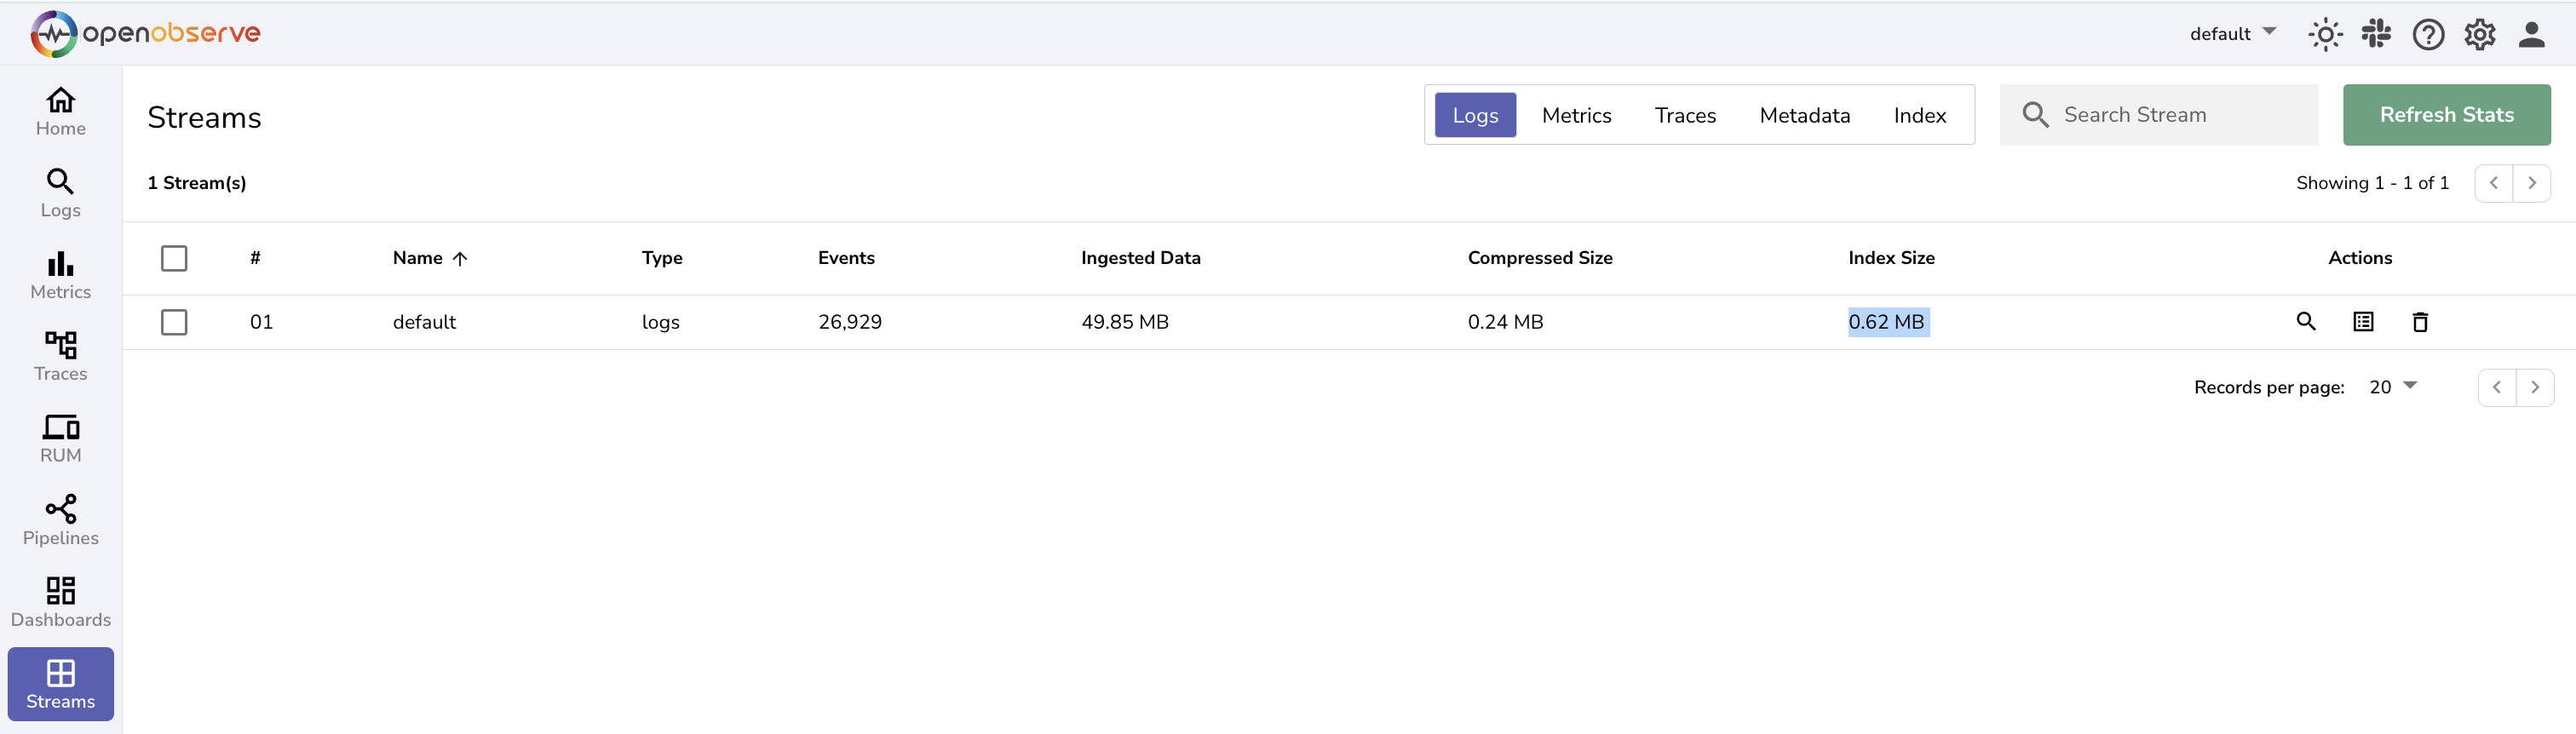 openobserve
default
Home
Logs
Metrics
Traces
RUM
Pipelines
Dashboards
Streams
Streams
Logs Metrics Traces Metadata Index
Search Stream
Refresh Stats
1 Stream(s)
Showing 1 - 1 of 1
# Name Type Events Ingested Data Compressed Size Index Size Actions
01 default logs 26,929 49.85 MB 0.24 MB 0.62 MB
Records per page: 20